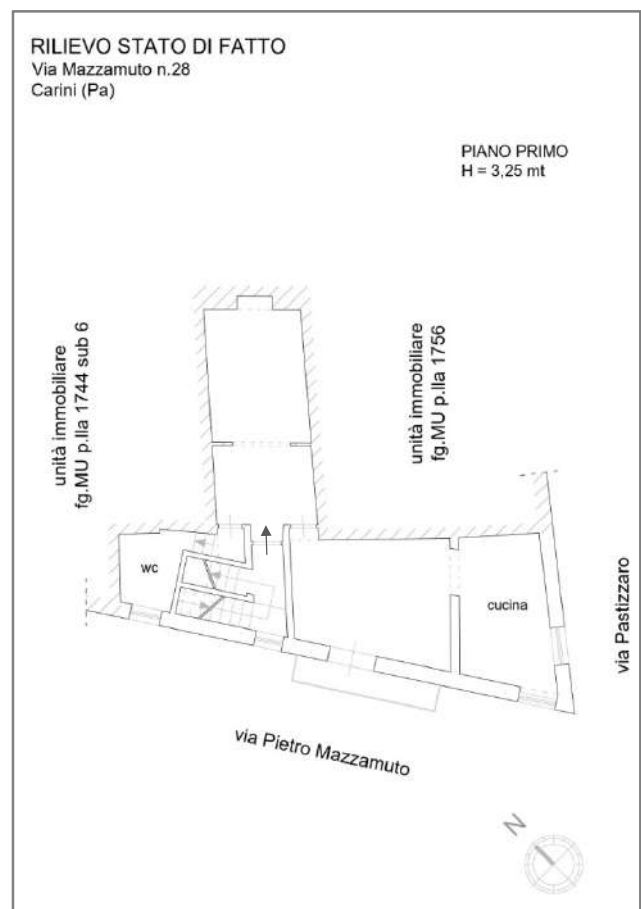 RILIEVO STATO DI FATTO
Via Mazzamuto n.28
Carini (Pa)
PIANO PRIMO
H = 3,25 mt
unità immobiliare
fg.MU p.lla 1744 sub 6
unità immobiliare
fg.MU p.lla 1756
wc
cucina
via Pastizzaro
via Pietro Mazzamuto
N